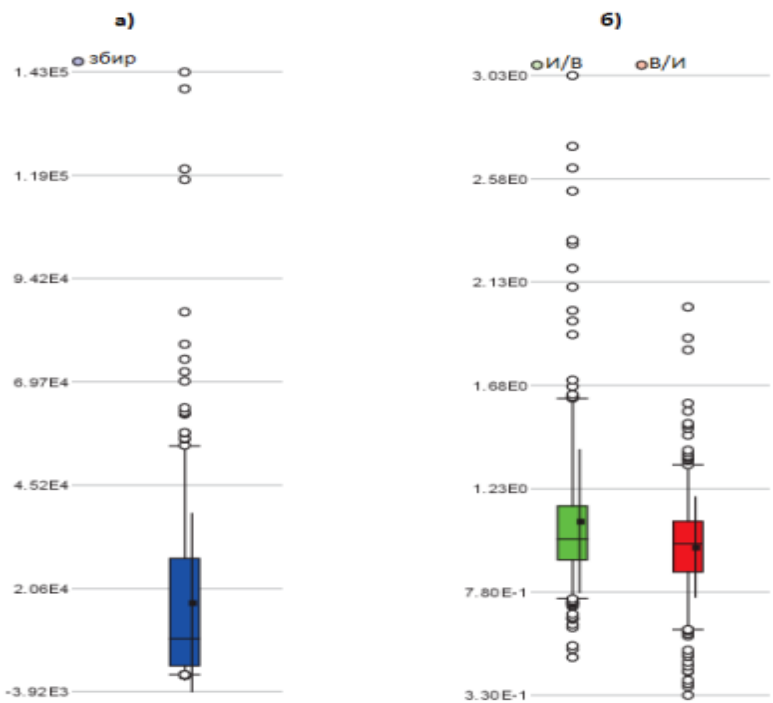 а) б)
збир И/В В/И
1.43E5 3.03E0
1.19E5 2.58E0
9.42E4 2.13E0
6.97E4 1.68E0
4.52E4 1.23E0
2.06E4 7.80E-1
-3.92E3 3.30E-1